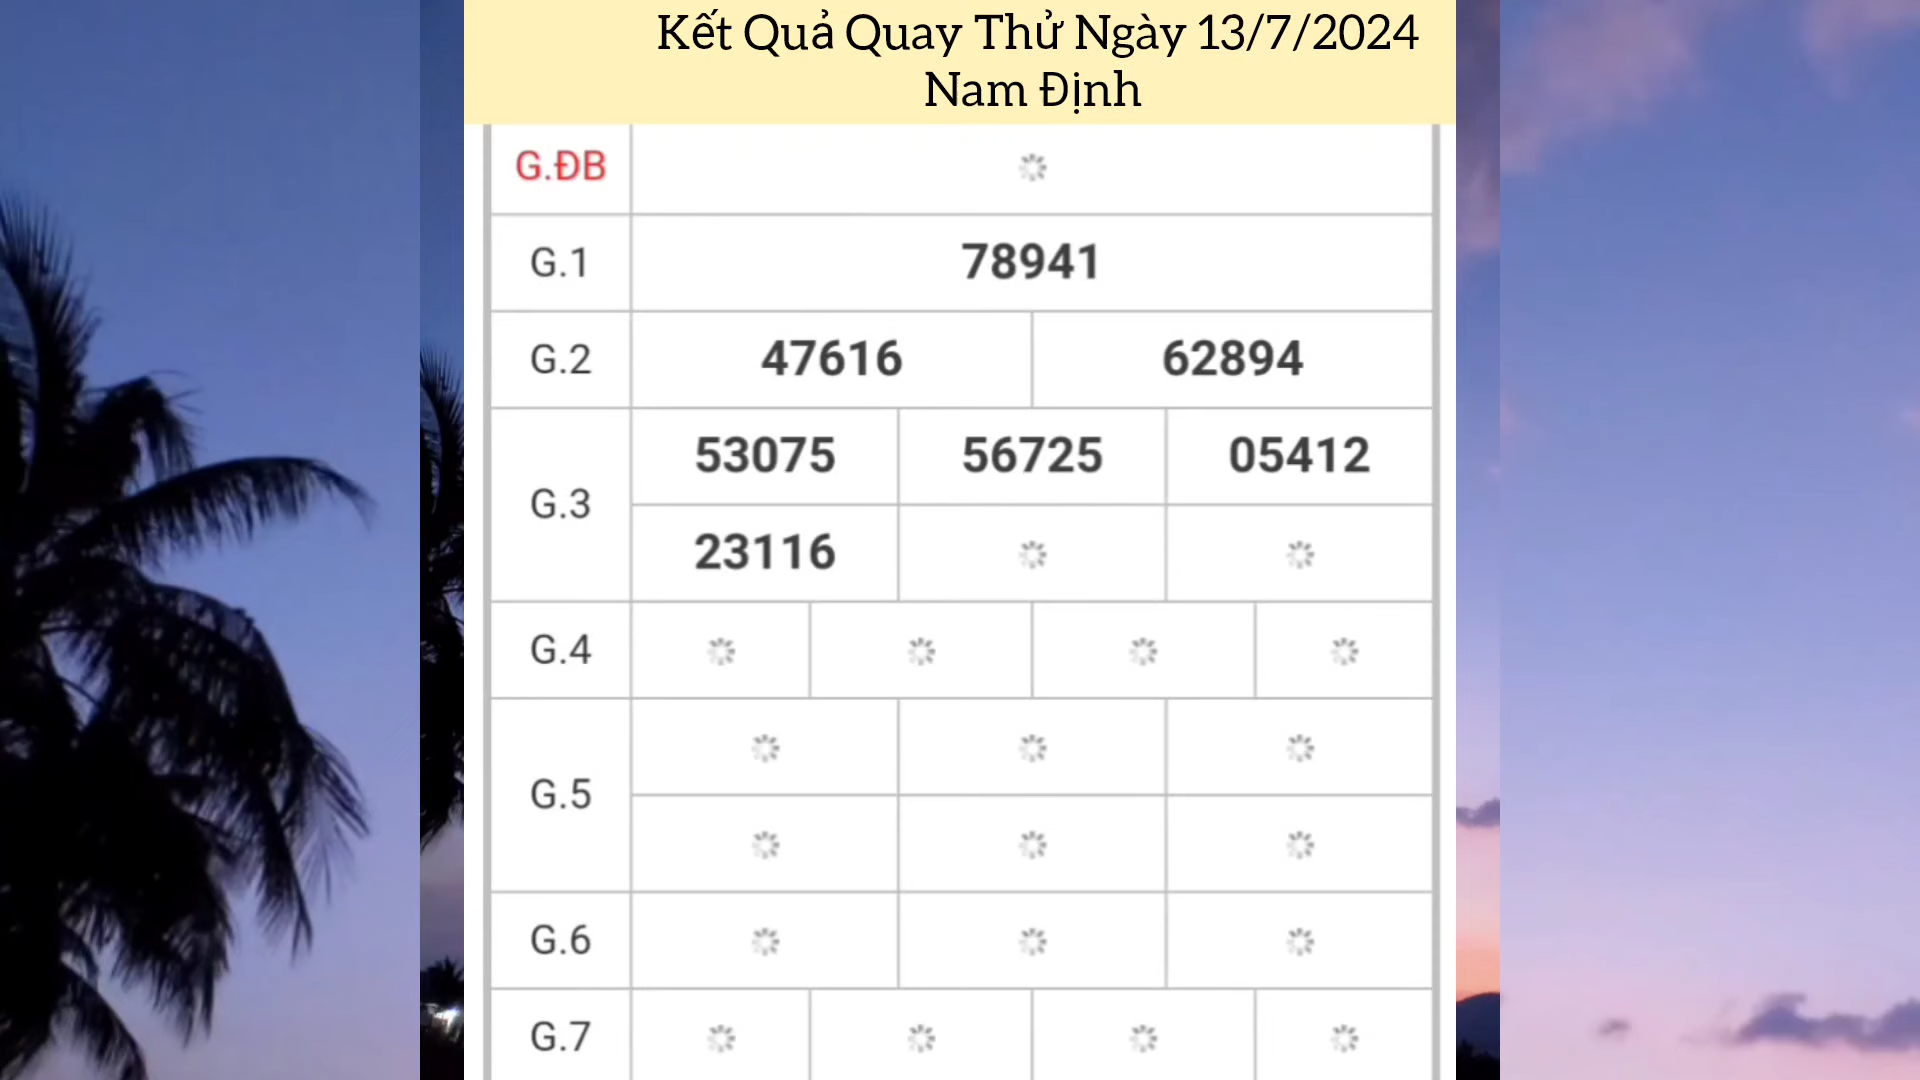 Kết Quả Quay Thử Ngày 13/7/2024
Nam Định
G.ĐB
G.1 78941
G.2 47616 62894
G.3 53075 56725 05412
23116
G.4
G.5
G.6
G.7